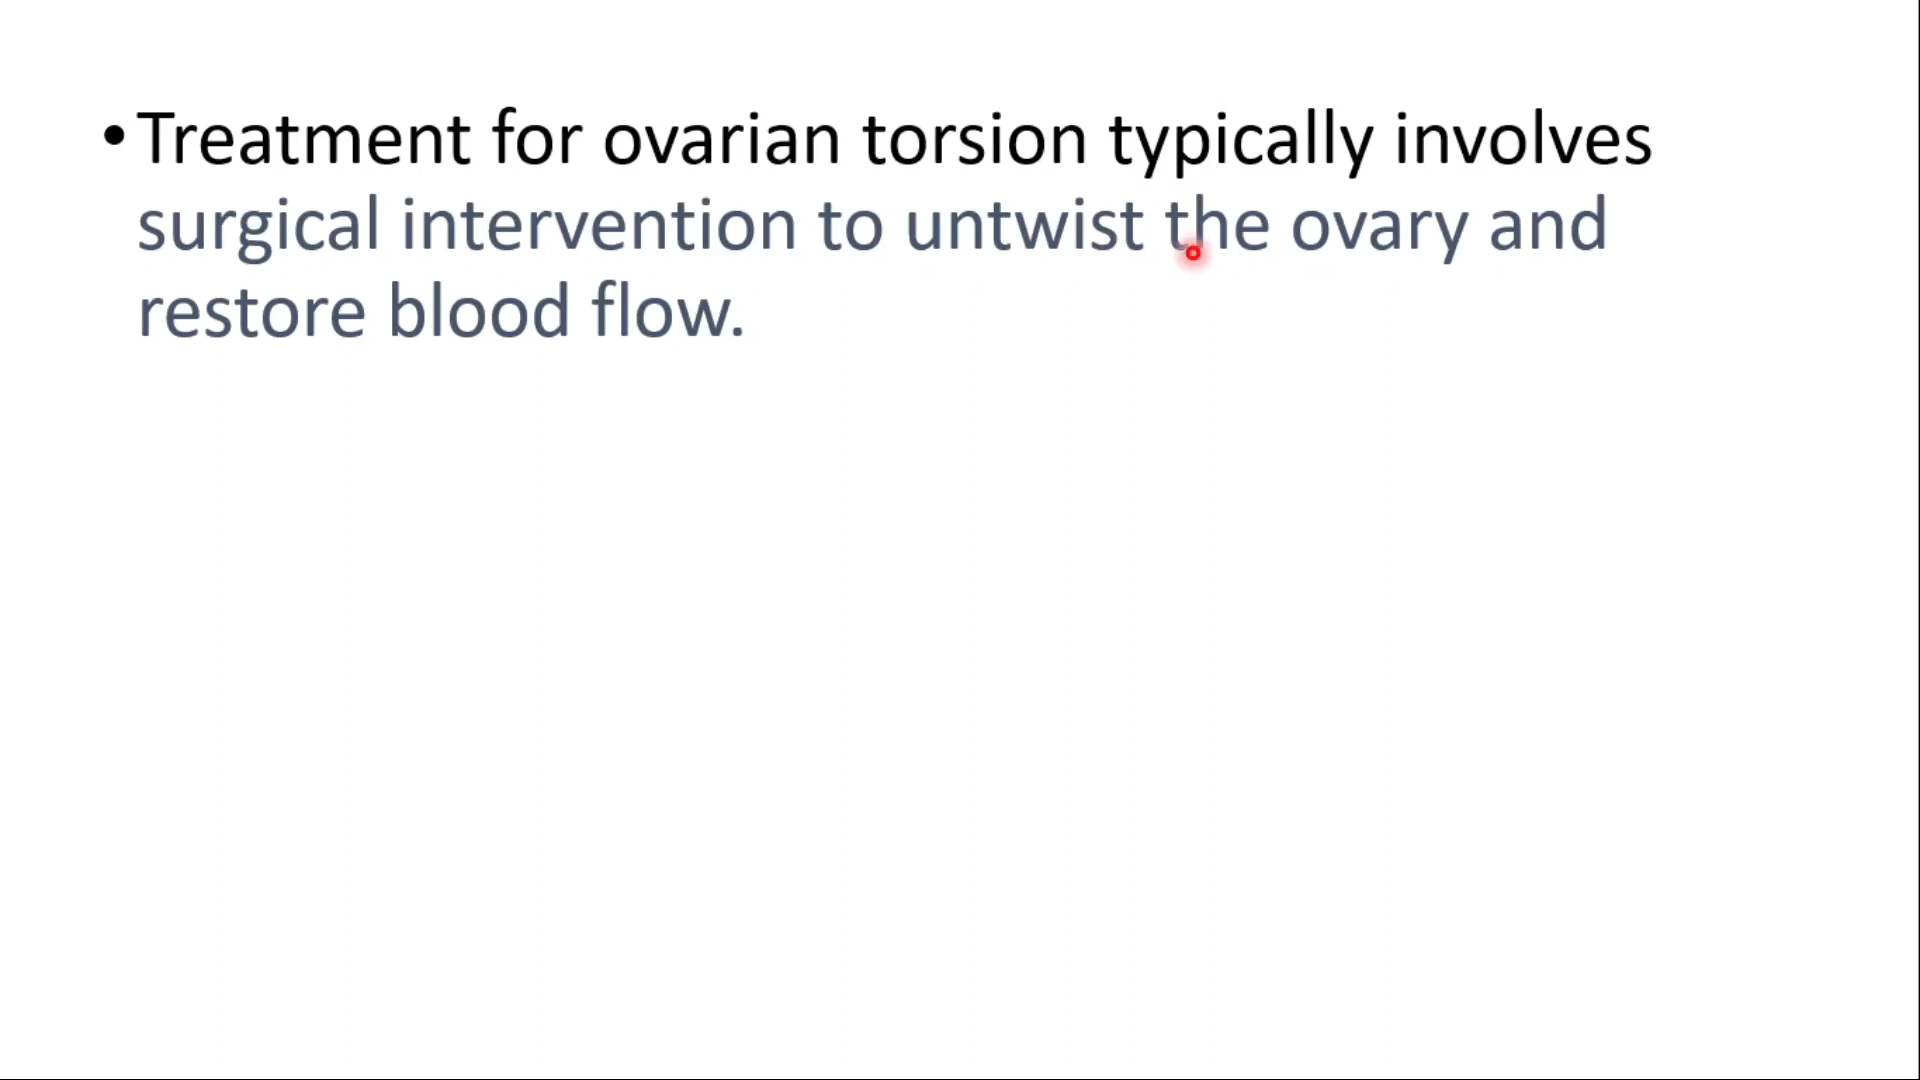 • Treatment for ovarian torsion typically involves
surgical intervention to untwist the ovary and
restore blood flow.